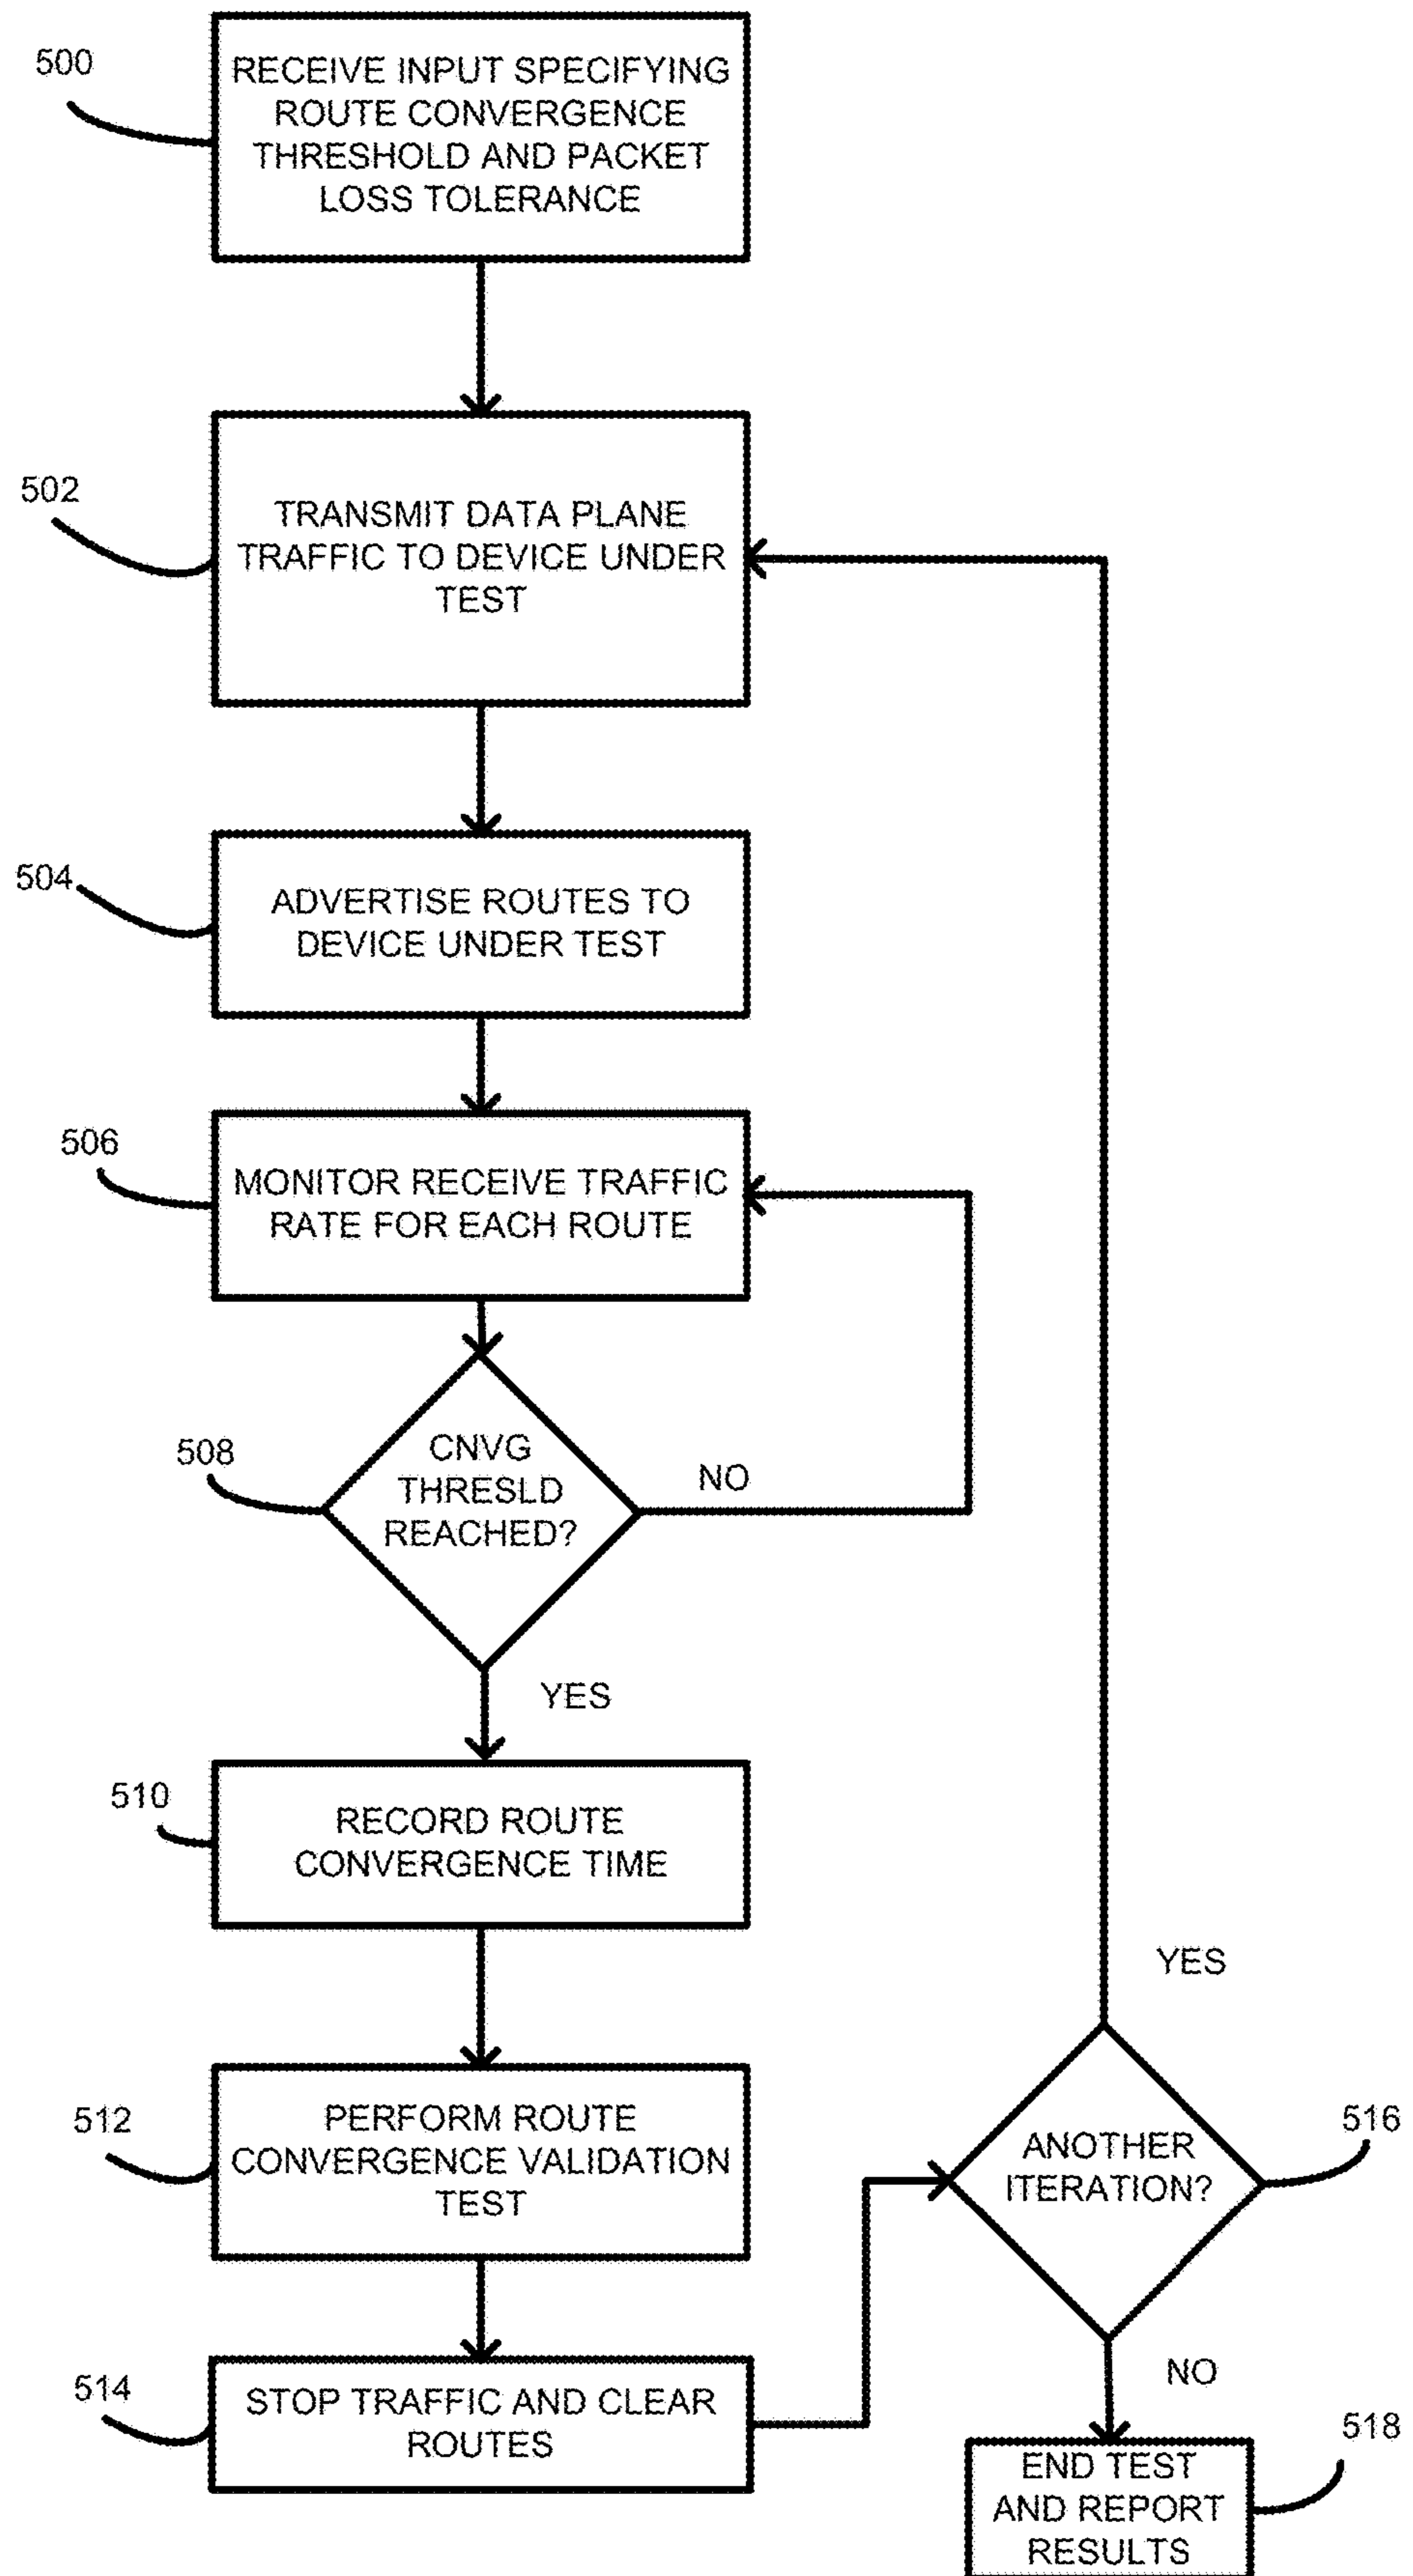 500
RECEIVE INPUT SPECIFYING
ROUTE CONVERGENCE
THRESHOLD AND PACKET
LOSS TOLERANCE
502
TRANSMIT DATA PLANE
TRAFFIC TO DEVICE UNDER
TEST
504
ADVERTISE ROUTES TO
DEVICE UNDER TEST
506
MONITOR RECEIVE TRAFFIC
RATE FOR EACH ROUTE
508
CNVG
THRESLD
REACHED?
NO
YES
510
RECORD ROUTE
CONVERGENCE TIME
512
PERFORM ROUTE
CONVERGENCE VALIDATION
TEST
514
STOP TRAFFIC AND CLEAR
ROUTES
YES
516
ANOTHER
ITERATION?
NO
518
END TEST
AND REPORT
RESULTS